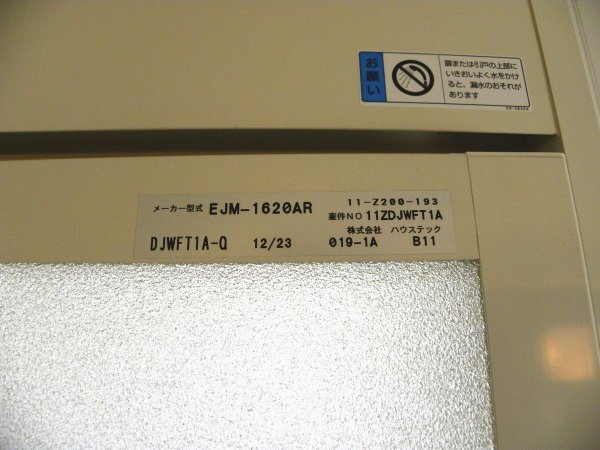 お願い
扉または引戸の上部に
いきおいよく水をかけ
ると、漏水のおそれが
あります
メーカー型式 EJM-1620AR 11-Z200-193
案件NO 11ZDJWFT1A
DJWFT1A-Q 12/23 株式会社 ハウステック
019-1A B11